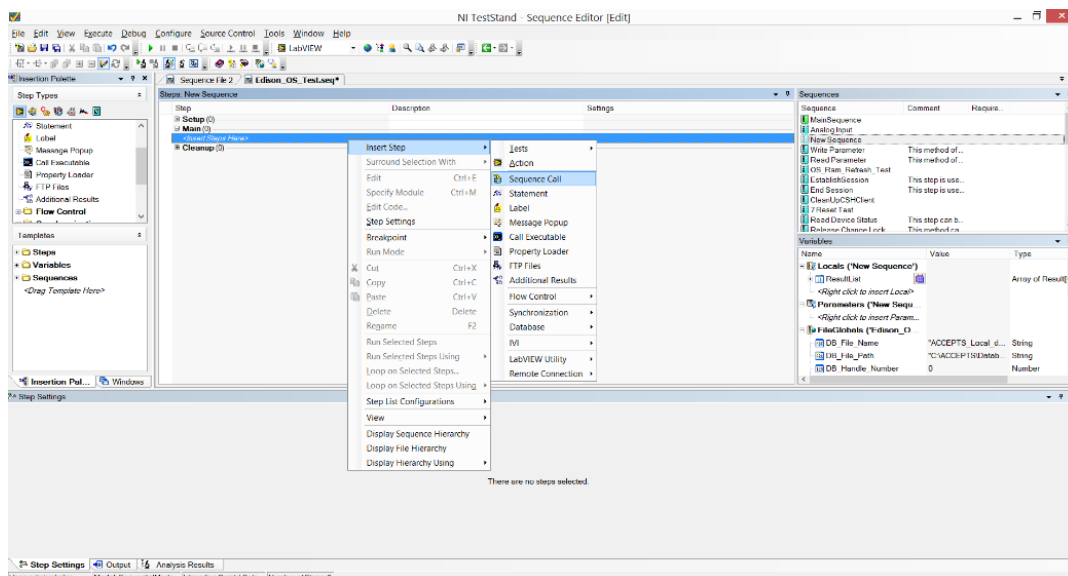 NI TestStand - Sequence Editor [Edit]
File Edit View Execute Debug Configure Source Control Tools Window Help
LabVIEW
Insertion Palette
Sequence File 2
Edison_OS_Test.seq*
Step Types
Statement
Label
Message Popup
Call Executable
Property Loader
FTP Files
Additional Results
Flow Control
Templates
Steps
Variables
Sequences
<Drag Template Here>
Insertion Pal...
Windows
Steps: New Sequence
Step Description Settings
Setup (0)
Main (0)
<Insert Steps Here>
Cleanup (0)
Insert Step
Surround Selection With
Edit Ctrl+E
Specify Module Ctrl+M
Edit Code...
Step Settings
Breakpoint
Run Mode
Cut Ctrl+X
Copy Ctrl+C
Paste Ctrl+V
Delete Delete
Rename F2
Run Selected Steps
Run Selected Steps Using
Loop on Selected Steps...
Loop on Selected Steps Using
Step List Configurations
View
Display Sequence Hierarchy
Display File Hierarchy
Display Hierarchy Using
Tests
Action
Sequence Call
Statement
Label
Message Popup
Call Executable
Property Loader
FTP Files
Additional Results
Flow Control
Synchronization
Database
IVI
LabVIEW Utility
Remote Connection
Sequences
Sequence Comment Require...
MainSequence
Analog Input
New Sequence
Write Parameter This method of...
Read Parameter This method of...
OS_Ram_Refresh_Test
EstablishSession This step is use...
End Session This step is use...
CleanUpCSHClient
7 Reset Test
Read Device Status This step can b...
Release Change Lock This method ca...
Variables
Name Value Type
Locals ('New Sequence')
ResultList Array of Result[
<Right click to insert Local>
Parameters ('New Sequ...
<Right click to insert Param...
FileGlobals ('Edison_O...
DB_File_Name "ACCEPTS_Local_d... String
DB_File_Path "C:\ACCEPTS\Datab... String
DB_Handle_Number 0 Number
Step Settings
There are no steps selected.
Step Settings
Output
Analysis Results